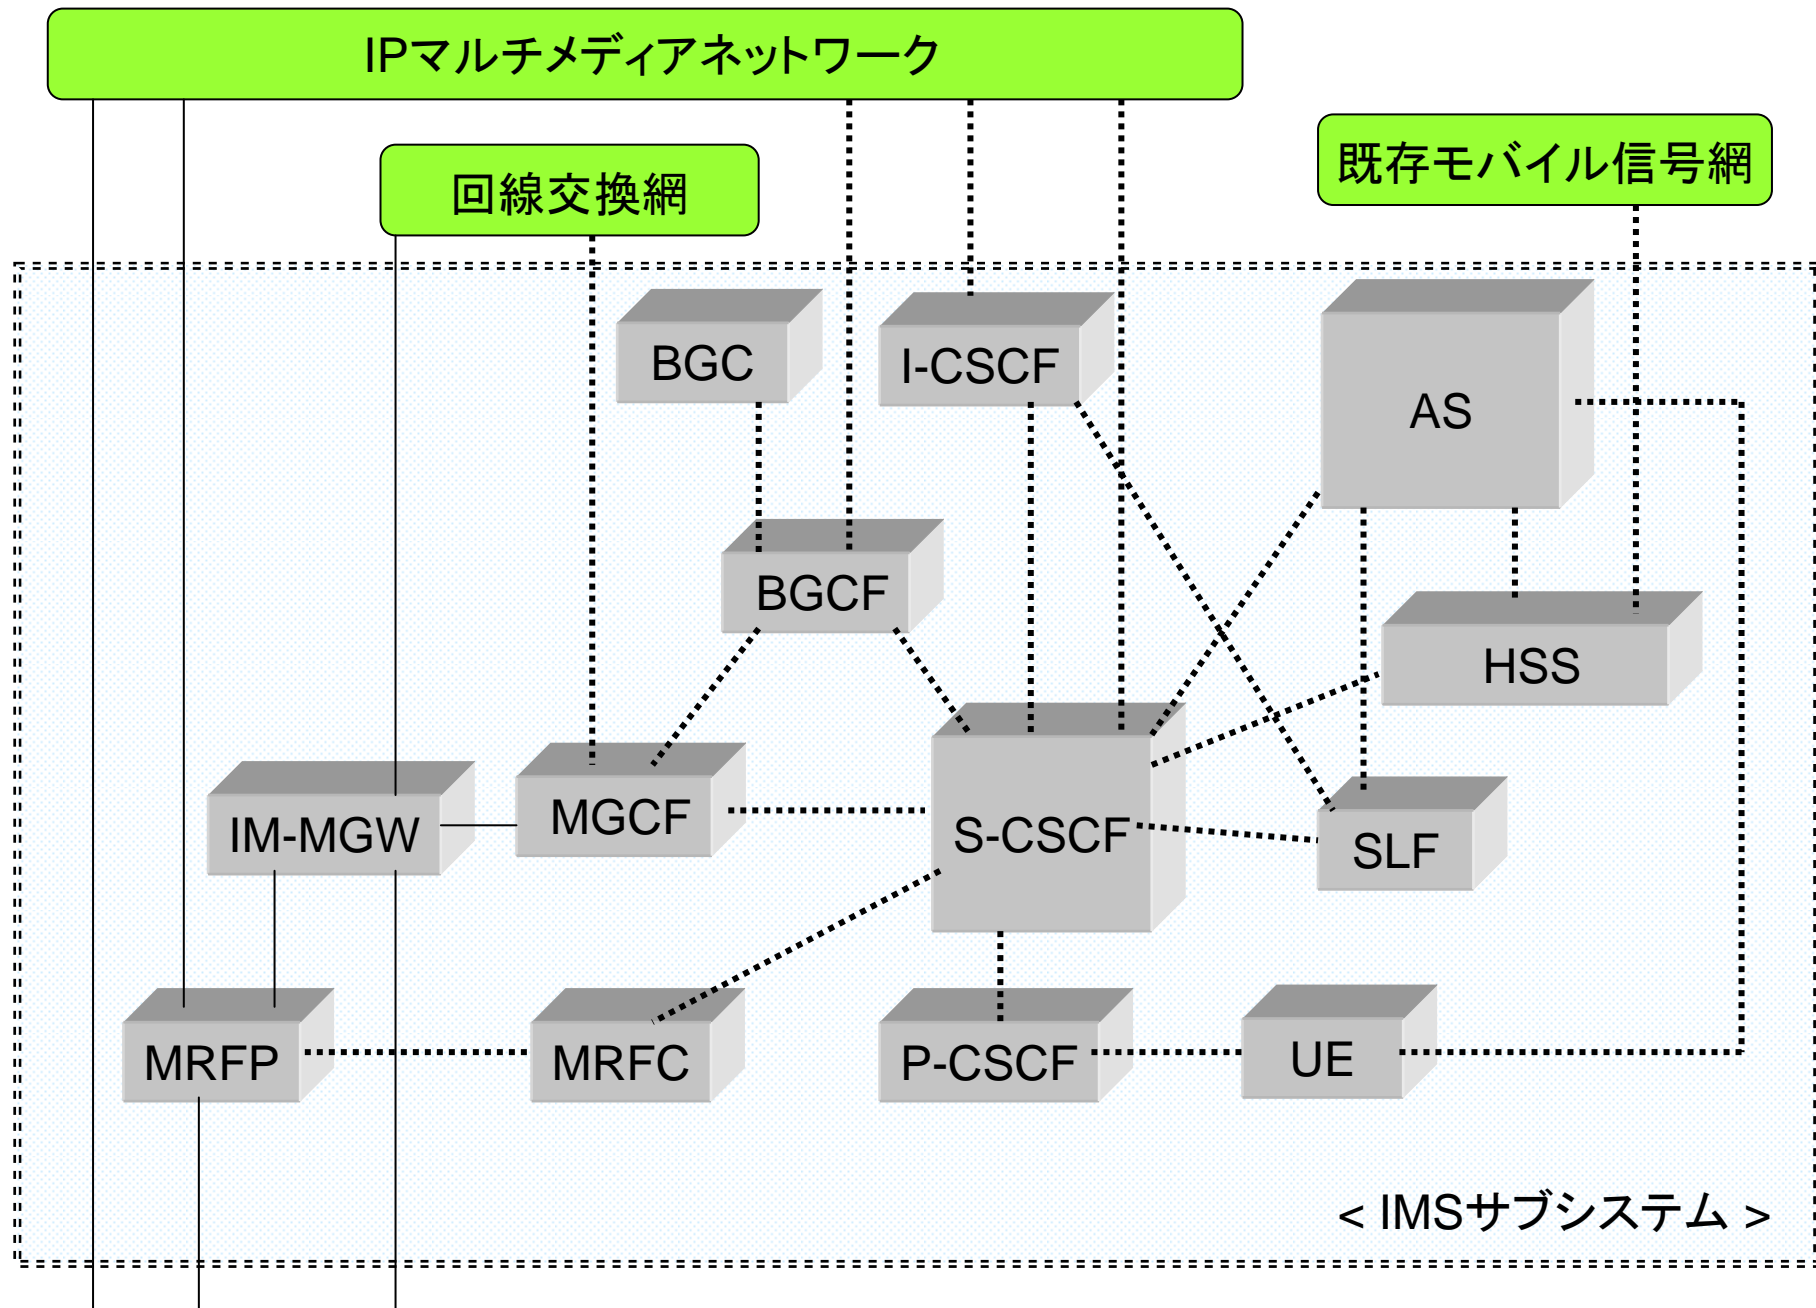 IPマルチメディアネットワーク
回線交換網
既存モバイル信号網
BGC
I-CSCF
AS
BGCF
HSS
MGCF
IM-MGW
S-CSCF
SLF
MRFP
MRFC
P-CSCF
UE
< IMSサブシステム >